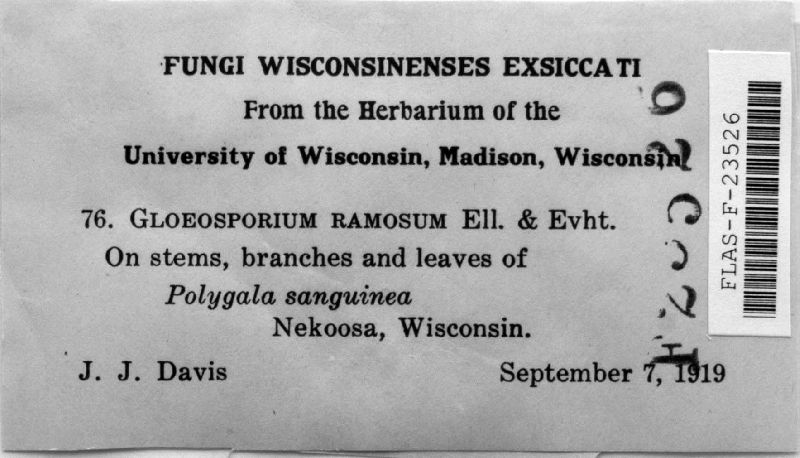 FUNGI WISCONSINENSES EXSICCATI
From the Herbarium of the
University of Wisconsin, Madison, Wisconsin
76. GLOEOSPORIUM RAMOSUM Ell. & Evht.
On stems, branches and leaves of
Polygala sanguinea
Nekoosa, Wisconsin.
J. J. Davis September 7, 1919
FLAS-F-23526